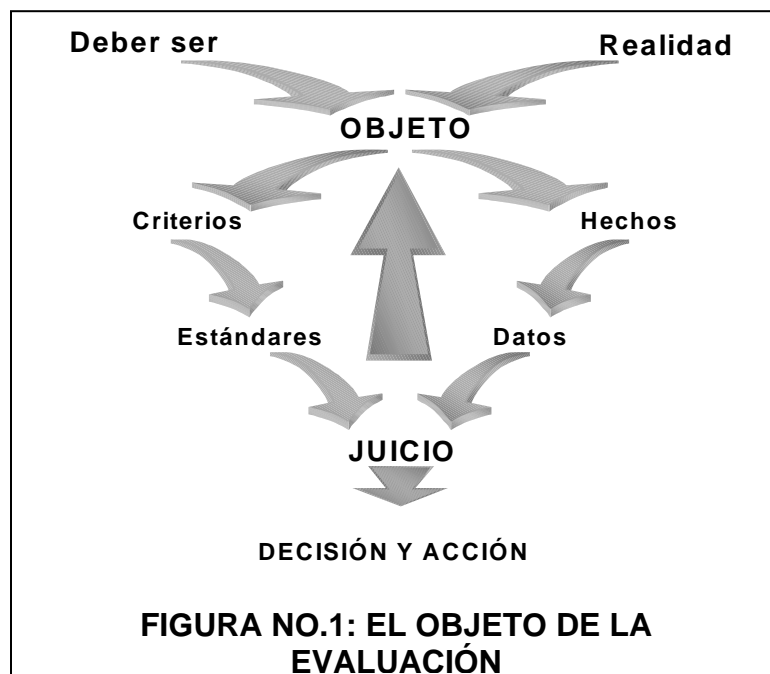 Deber ser
Realidad
OBJETO
Criterios
Hechos
Estándares
Datos
JUICIO
DECISIÓN Y ACCIÓN
FIGURA NO.1: EL OBJETO DE LA
EVALUACIÓN